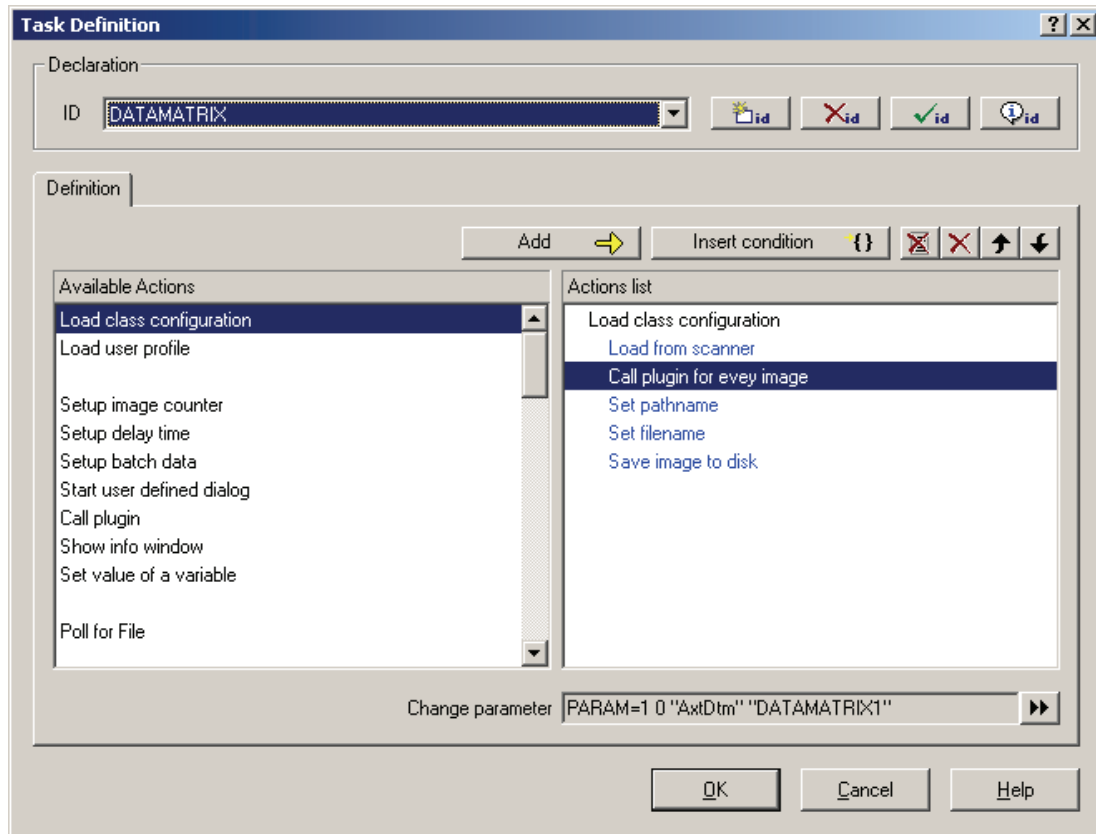 Task Definition
Declaration
ID DATAMATRIX id id id id
Definition
Add Insert condition {}
Available Actions
Load class configuration
Load user profile
Setup image counter
Setup delay time
Setup batch data
Start user defined dialog
Call plugin
Show info window
Set value of a variable
Poll for File
Actions list
Load class configuration
Load from scanner
Call plugin for evey image
Set pathname
Set filename
Save image to disk
Change parameter PARAM=1 0 "AxtDtm" "DATAMATRIX1"
OK Cancel Help